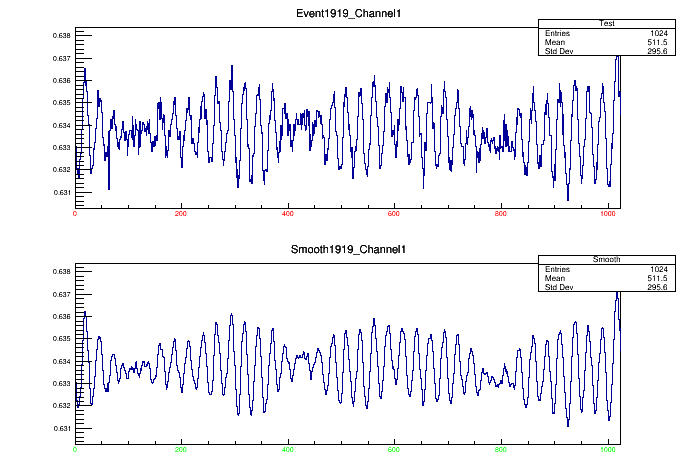 Event1919_Channel1
Test
Entries 1024
Mean 511.5
Std Dev 295.6
0.638
0.637
0.636
0.635
0.634
0.633
0.632
0.631
0 200 400 600 800 1000
Smooth1919_Channel1
Smooth
Entries 1024
Mean 511.5
Std Dev 295.6
0.638
0.637
0.636
0.635
0.634
0.633
0.632
0.631
0 200 400 600 800 1000